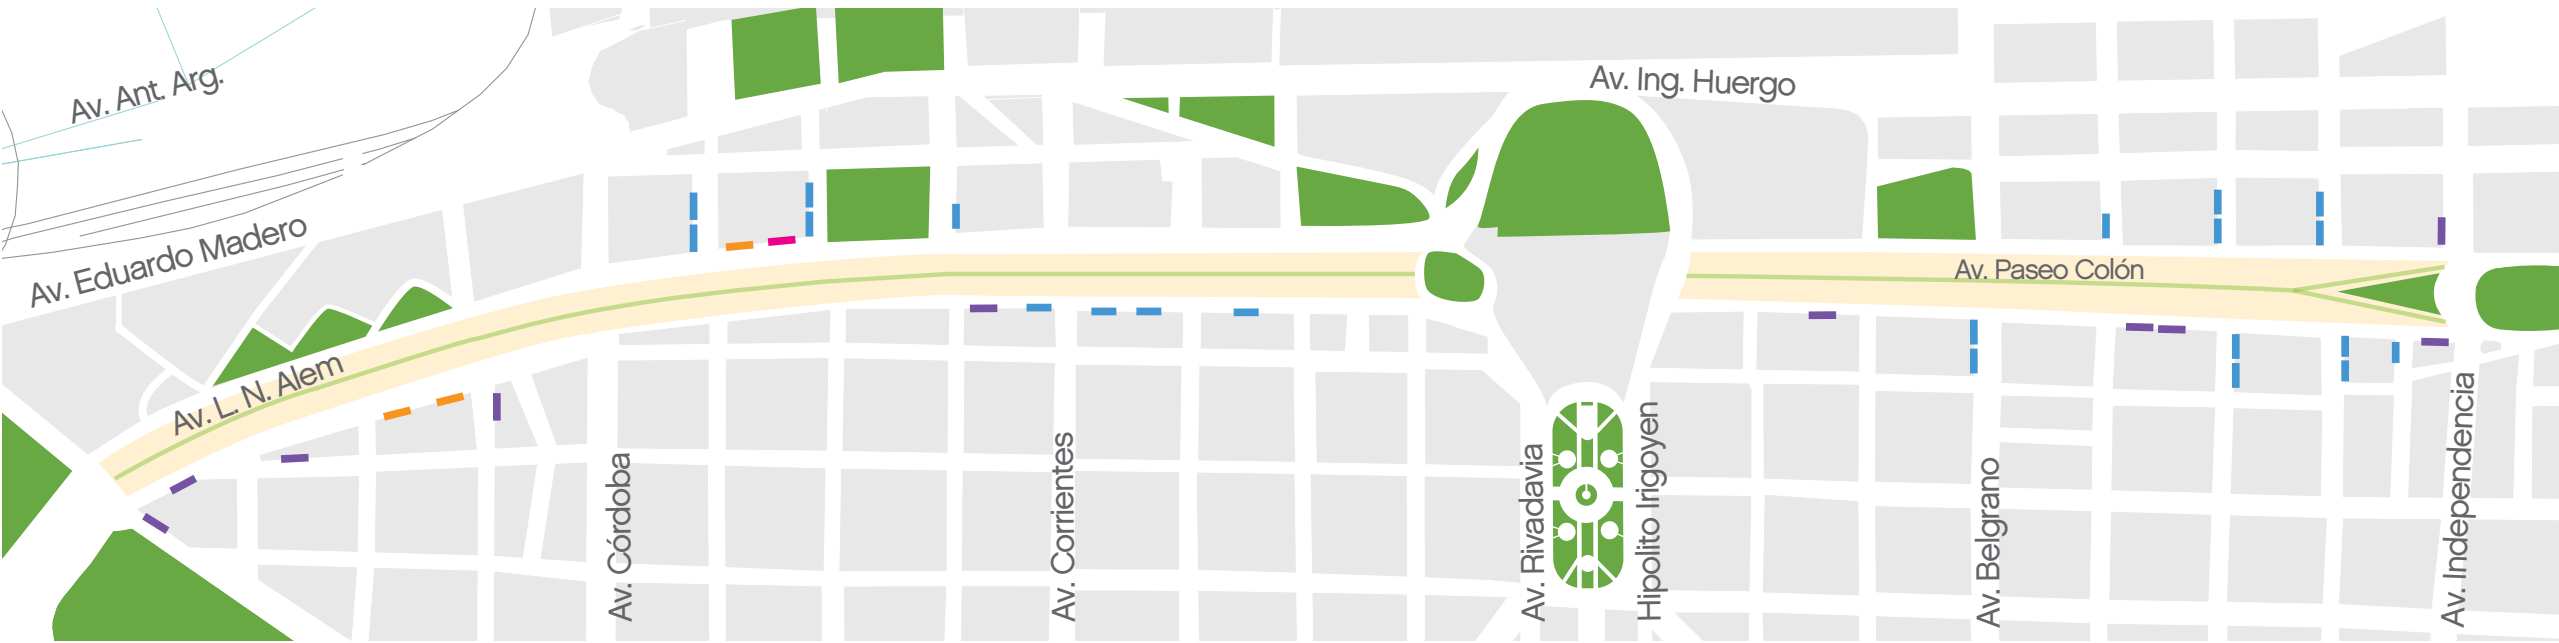 Av. Ant. Arg.
Av. Ing. Huergo
Av. Eduardo Madero
Av. Paseo Colón
Av. L. N. Alem
Av. Córdoba
Av. Corrientes
Av. Rivadavia
Hipolito Irigoyen
Av. Belgrano
Av. Independencia